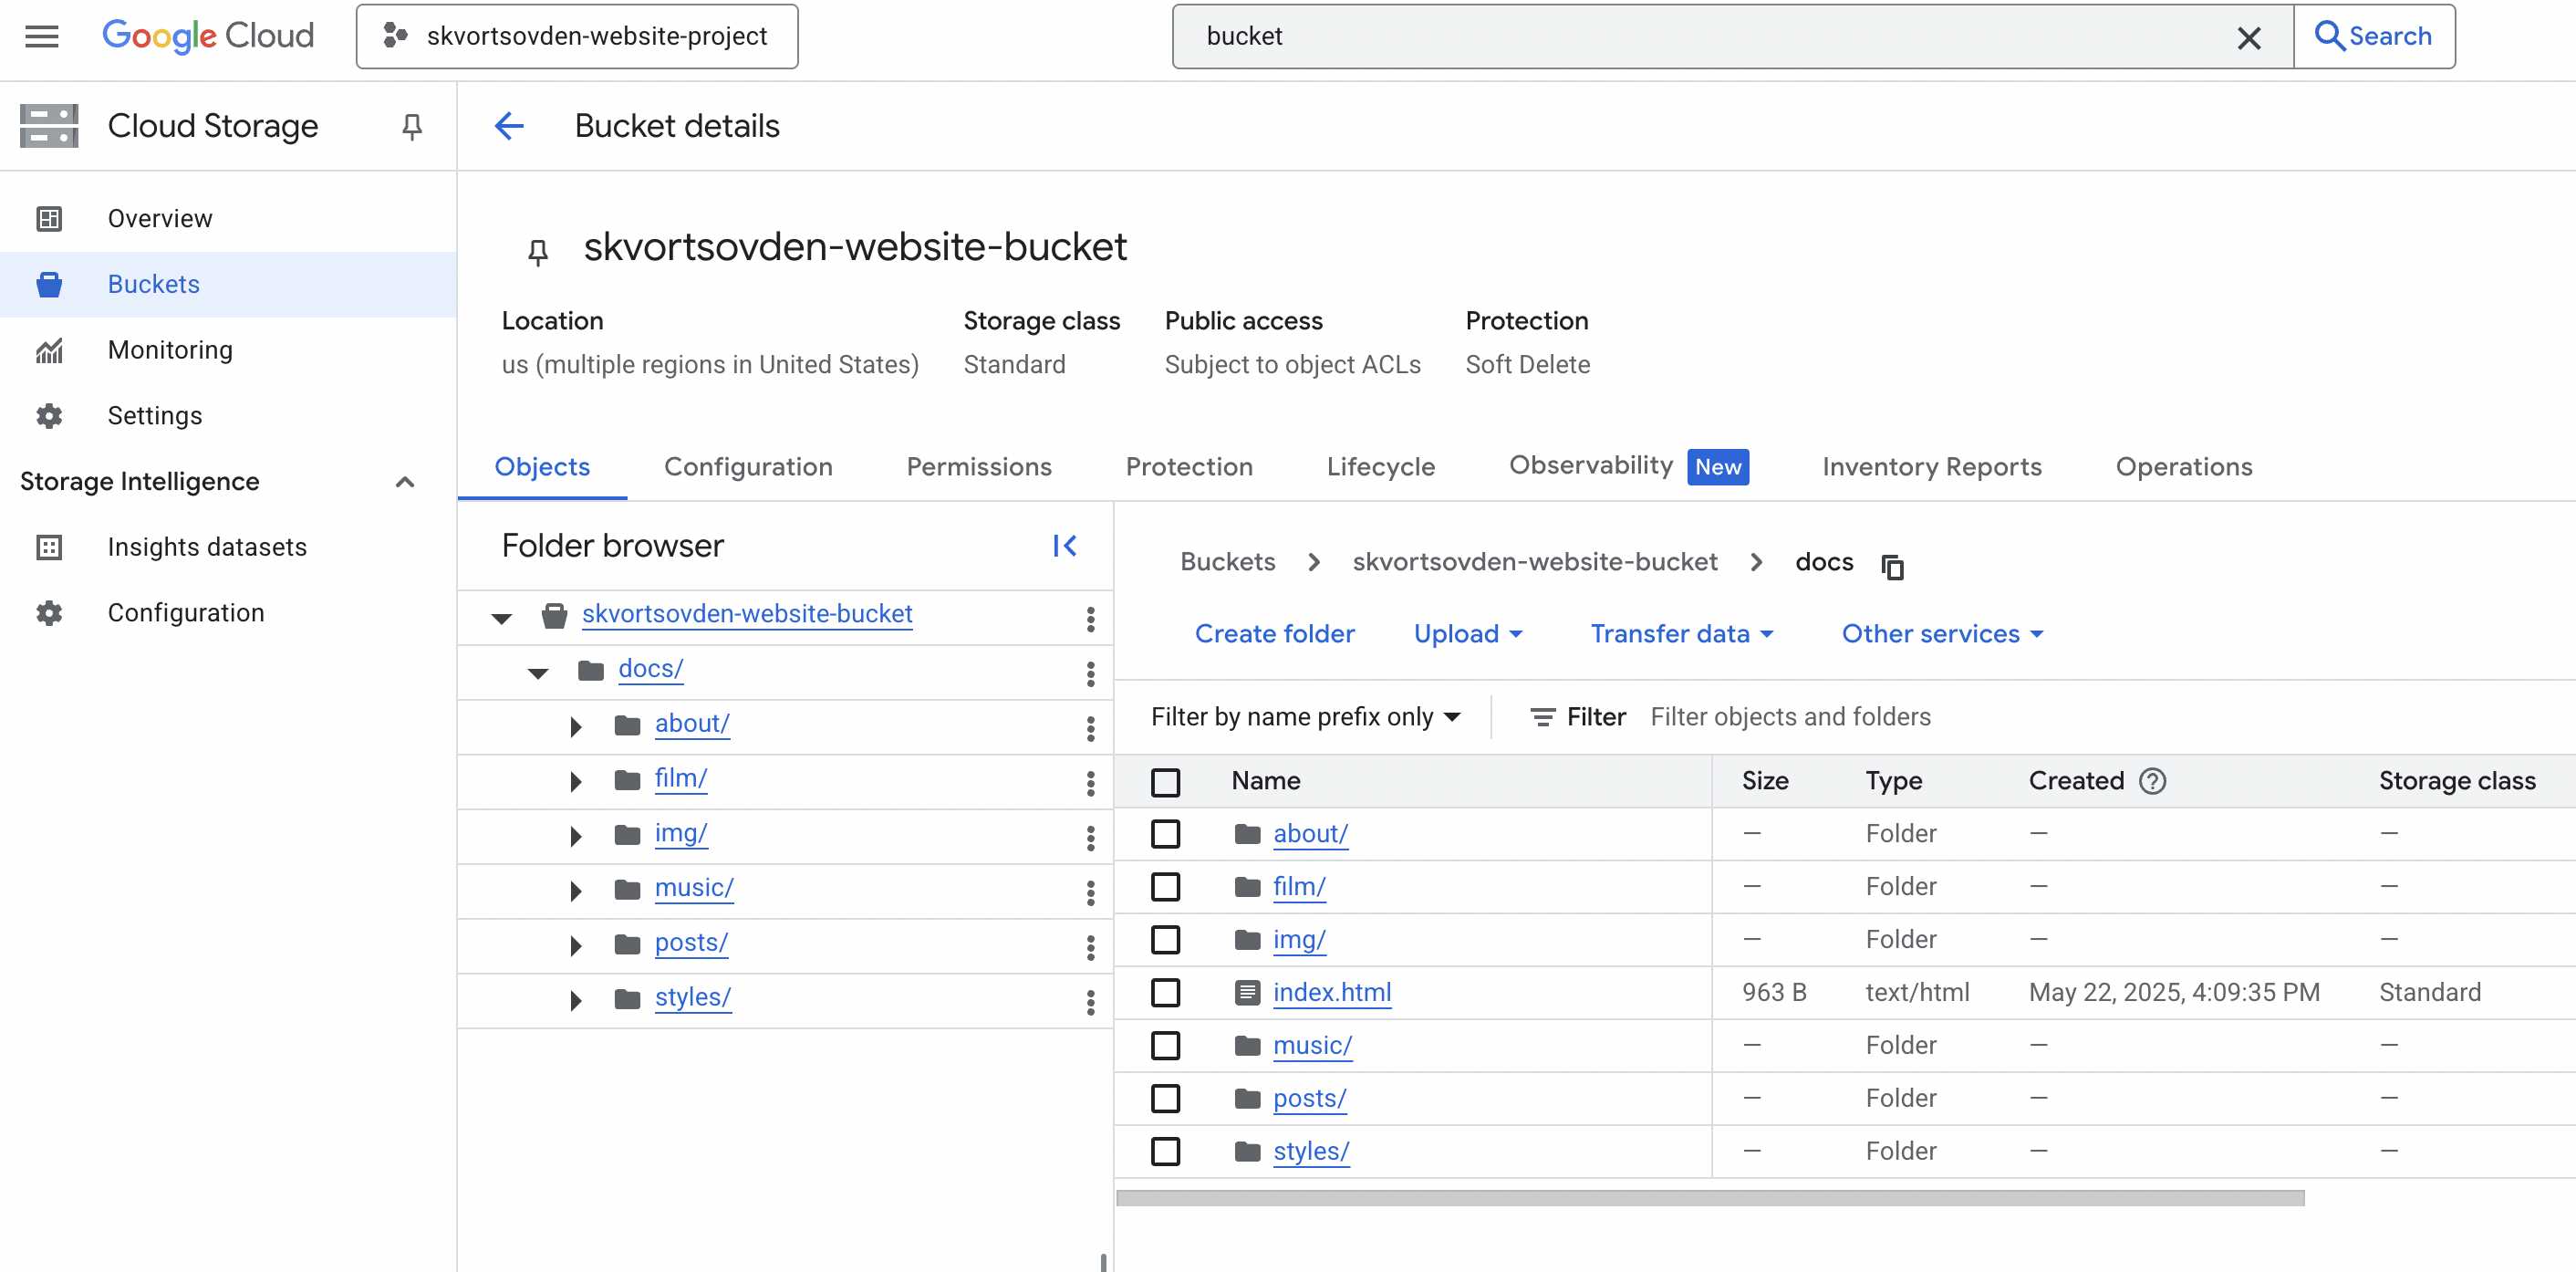 Google Cloud
skvortsovden-website-project
bucket
Search
Cloud Storage
Bucket details
Overview
Buckets
Monitoring
Settings
Storage Intelligence
Insights datasets
Configuration
skvortsovden-website-bucket
Location Storage class Public access Protection
us (multiple regions in United States) Standard Subject to object ACLs Soft Delete
Objects Configuration Permissions Protection Lifecycle Observability New Inventory Reports Operations
Folder browser
skvortsovden-website-bucket
docs/
about/
film/
img/
music/
posts/
styles/
Buckets > skvortsovden-website-bucket > docs
Create folder Upload Transfer data Other services
Filter by name prefix only Filter Filter objects and folders
Name Size Type Created ? Storage class
about/ — Folder — —
film/ — Folder — —
img/ — Folder — —
index.html 963 B text/html May 22, 2025, 4:09:35 PM Standard
music/ — Folder — —
posts/ — Folder — —
styles/ — Folder — —